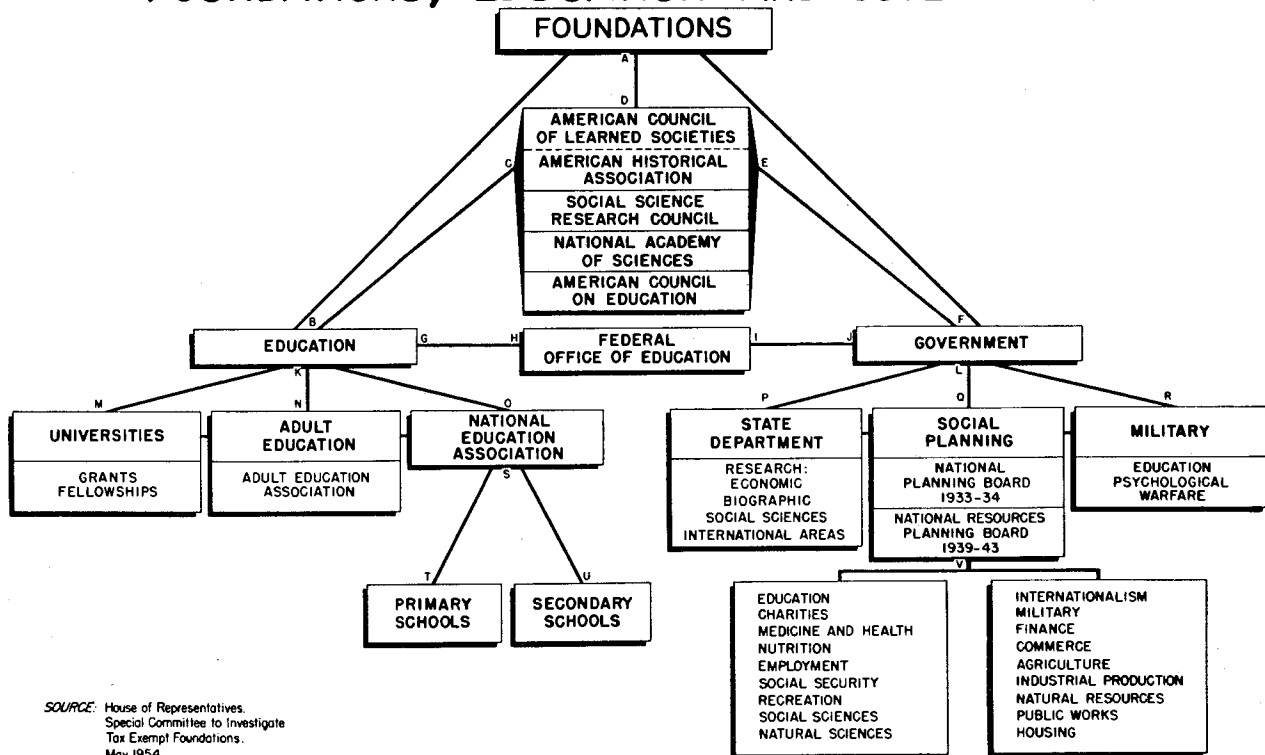 FOUNDATIONS
A
D
AMERICAN COUNCIL
OF LEARNED SOCIETIES
C
AMERICAN HISTORICAL
ASSOCIATION
E
SOCIAL SCIENCE
RESEARCH COUNCIL
NATIONAL ACADEMY
OF SCIENCES
AMERICAN COUNCIL
ON EDUCATION
B
F
EDUCATION
G
H
FEDERAL
OFFICE OF EDUCATION
I
J
GOVERNMENT
K
L
M
N
O
P
Q
R
UNIVERSITIES
GRANTS
FELLOWSHIPS
ADULT
EDUCATION
ADULT EDUCATION
ASSOCIATION
NATIONAL
EDUCATION
ASSOCIATION
S
STATE
DEPARTMENT
RESEARCH:
ECONOMIC
BIOGRAPHIC
SOCIAL SCIENCES
INTERNATIONAL AREAS
SOCIAL
PLANNING
NATIONAL
PLANNING BOARD
1933-34
NATIONAL RESOURCES
PLANNING BOARD
1939-43
MILITARY
EDUCATION
PSYCHOLOGICAL
WARFARE
T
U
V
PRIMARY
SCHOOLS
SECONDARY
SCHOOLS
EDUCATION
CHARITIES
MEDICINE AND HEALTH
NUTRITION
EMPLOYMENT
SOCIAL SECURITY
RECREATION
SOCIAL SCIENCES
NATURAL SCIENCES
INTERNATIONALISM
MILITARY
FINANCE
COMMERCE
AGRICULTURE
INDUSTRIAL PRODUCTION
NATURAL RESOURCES
PUBLIC WORKS
HOUSING
SOURCE: House of Representatives.
Special Committee to Investigate
Tax Exempt Foundations.
May 1954